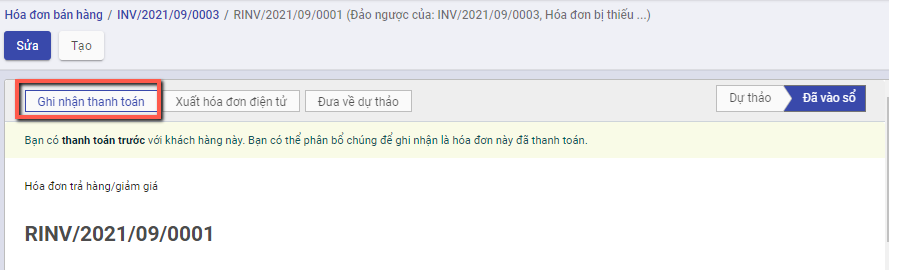 Hóa đơn bán hàng / INV/2021/09/0003 / RINV/2021/09/0001 (Đảo ngược của: INV/2021/09/0003, Hóa đơn bị thiếu ...)
Sửa Tạo
Ghi nhận thanh toán Xuất hóa đơn điện tử Đưa về dự thảo Dự thảo Đã vào sổ
Bạn có thanh toán trước với khách hàng này. Bạn có thể phân bổ chúng để ghi nhận là hóa đơn này đã thanh toán.
Hóa đơn trả hàng/giảm giá
RINV/2021/09/0001